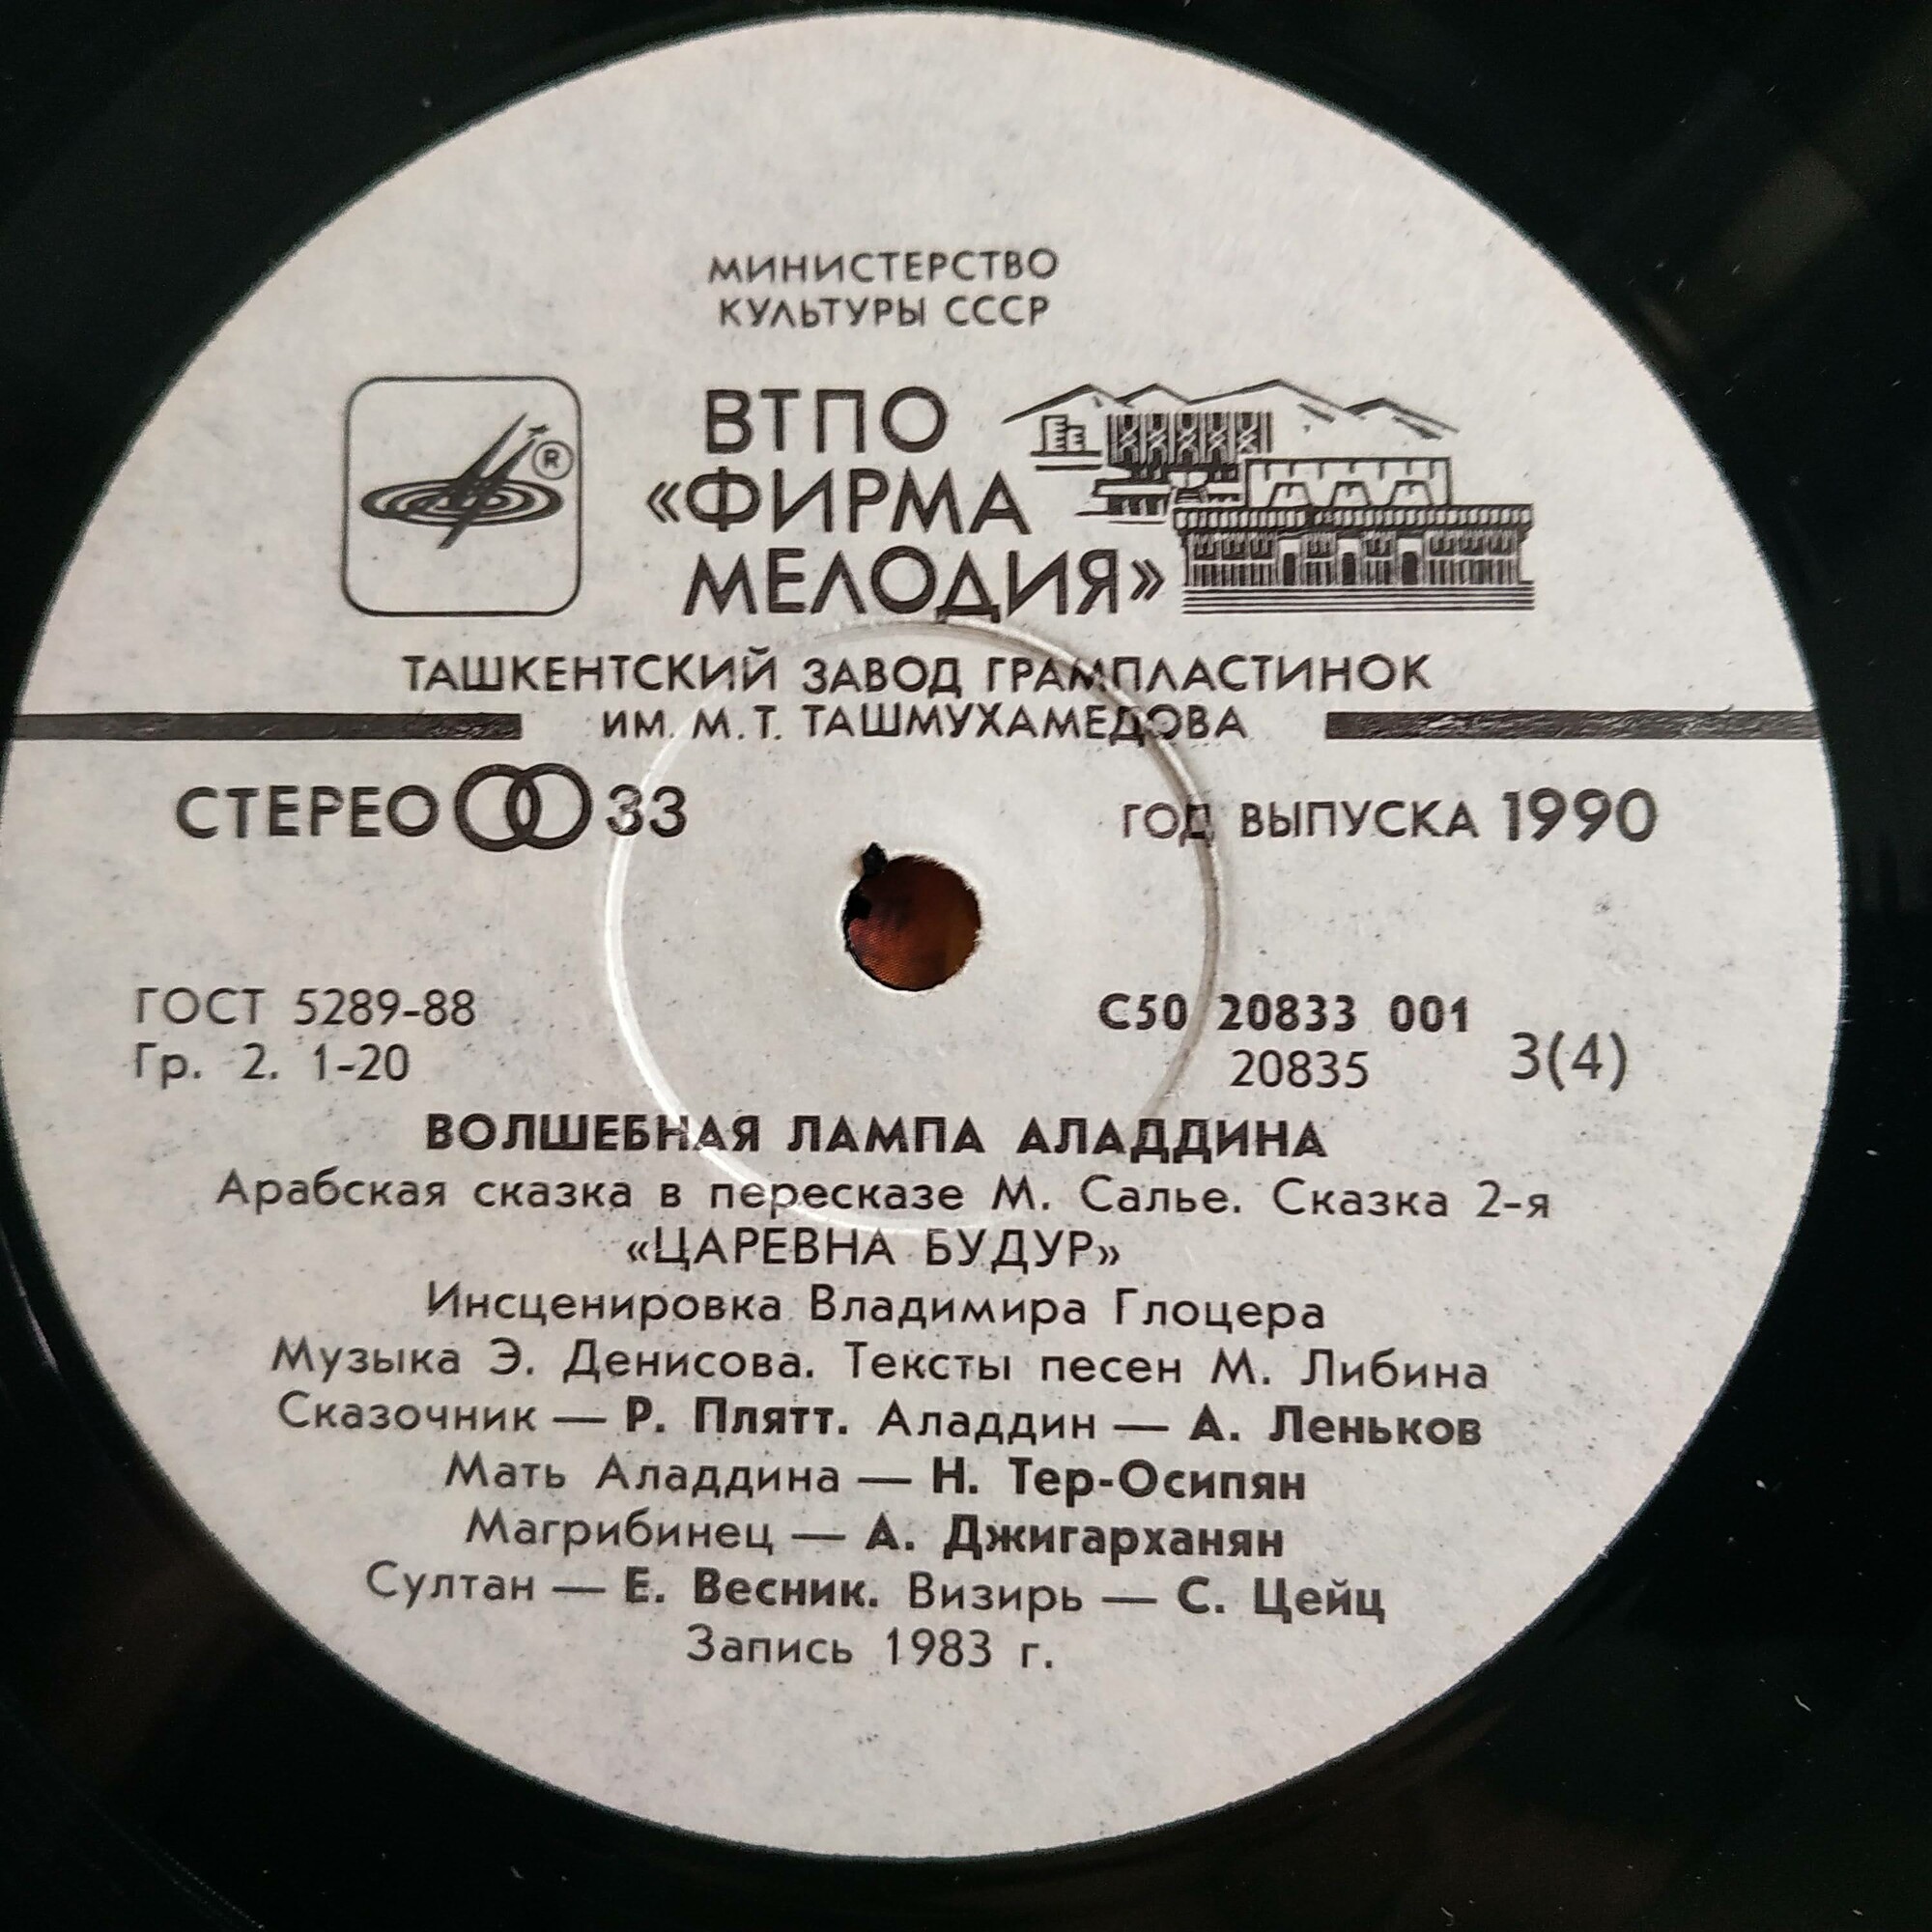 МИНИСТЕРСТВО
КУЛЬТУРЫ СССР
ВТПО
«ФИРМА
МЕЛОДИЯ»
®
ТАШКЕНТСКИЙ ЗАВОД ГРАМПЛАСТИНОК
ИМ. М.Т. ТАШМУХАМЕДОВА
СТЕРЕО 33
ГОД ВЫПУСКА 1990
ГОСТ 5289-88
Гр. 2. 1-20
С50 20833 001
20835
3(4)
ВОЛШЕБНАЯ ЛАМПА АЛАДДИНА
Арабская сказка в пересказе М. Салье. Сказка 2-я
«ЦАРЕВНА БУДУР»
Инсценировка Владимира Глоцера
Музыка Э. Денисова. Тексты песен М. Либина
Сказочник — Р. Плятт. Аладдин — А. Леньков
Мать Аладдина — Н. Тер-Осипян
Магрибинец — А. Джигарханян
Султан — Е. Весник. Визирь — С. Цейц
Запись 1983 г.